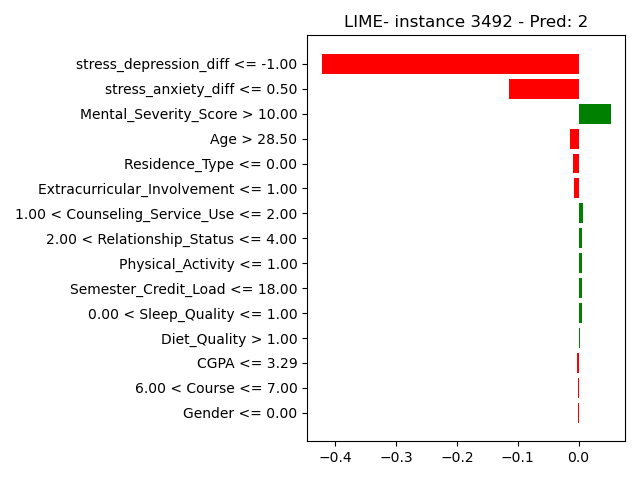 LIME- instance 3492 - Pred: 2
stress_depression_diff <= -1.00
stress_anxiety_diff <= 0.50
Mental_Severity_Score > 10.00
Age > 28.50
Residence_Type <= 0.00
Extracurricular_Involvement <= 1.00
1.00 < Counseling_Service_Use <= 2.00
2.00 < Relationship_Status <= 4.00
Physical_Activity <= 1.00
Semester_Credit_Load <= 18.00
0.00 < Sleep_Quality <= 1.00
Diet_Quality > 1.00
CGPA <= 3.29
6.00 < Course <= 7.00
Gender <= 0.00
−0.4 −0.3 −0.2 −0.1 0.0